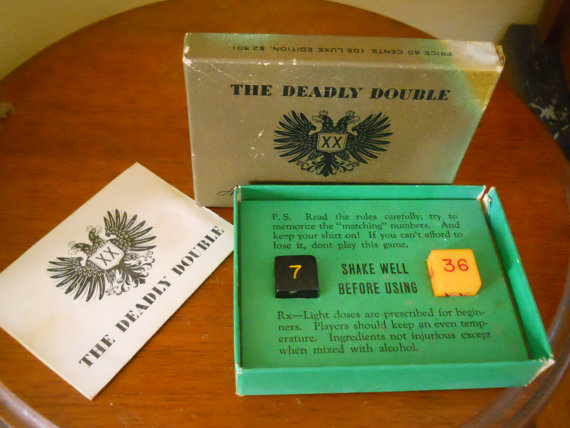 PRICE 60 CENTS (DE LUXE EDITION, $2.50)
THE DEADLY DOUBLE
XX
XX
THE DEADLY DOUBLE
P. S. Read the rules carefully; try to
memorize the "matching" numbers. And
keep your shirt on! If you can't afford to
lose it, dont play this game.
7
SHAKE WELL
BEFORE USING
36
Rx—Light doses are prescribed for begin-
ners. Players should keep an even temp-
erature. Ingredients not injurious except
when mixed with alcohol.